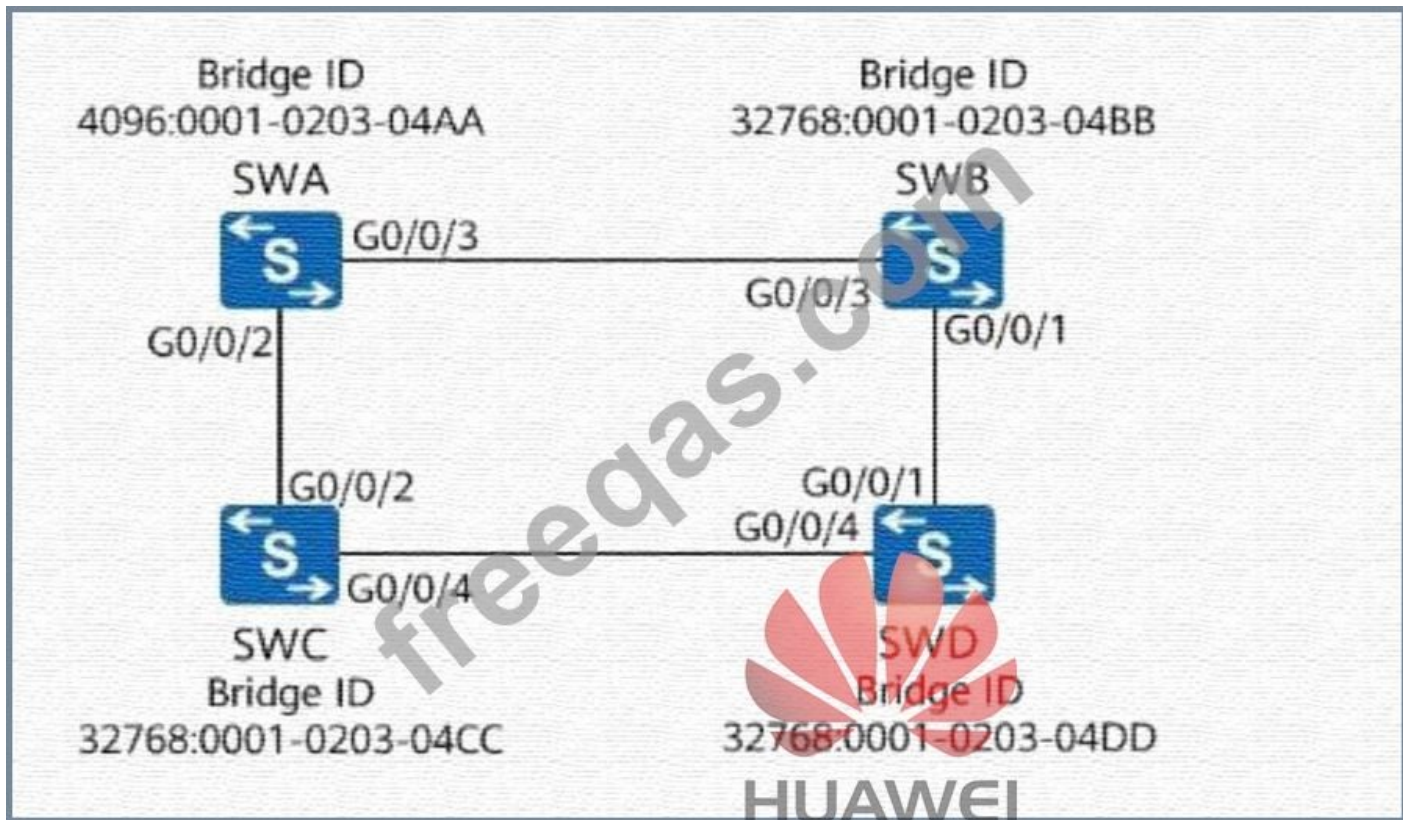 Bridge ID
4096:0001-0203-04AA
SWA
Bridge ID
32768:0001-0203-04BB
SWB
S
G0/0/3
G0/0/3
S
G0/0/2
G0/0/1
freeqas.com
G0/0/2
G0/0/1
G0/0/4
S
G0/0/4
S
SWC
Bridge ID
32768:0001-0203-04CC
SWD
Bridge ID
32768:0001-0203-04DD
HUAWEI